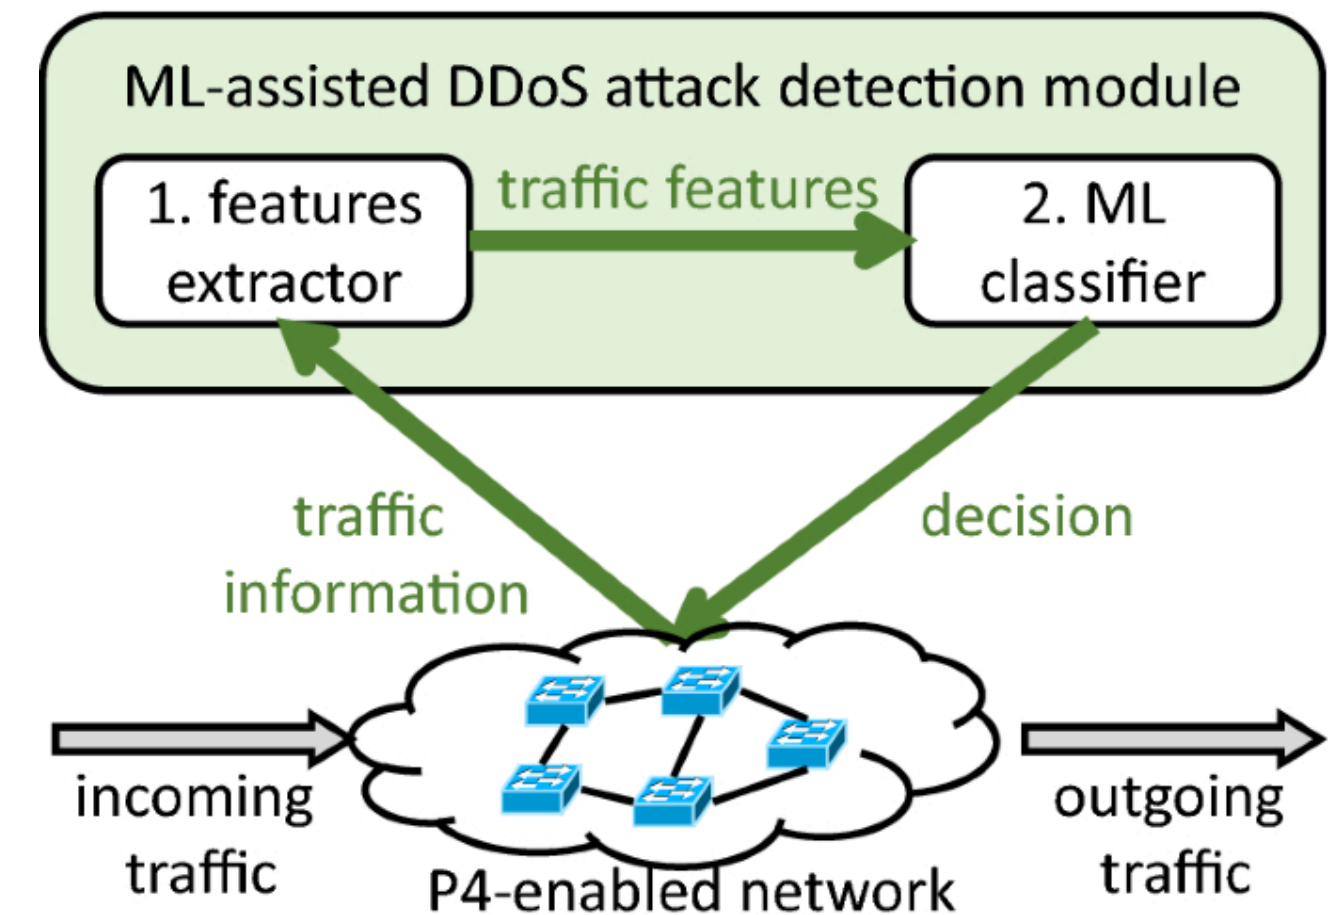 ML-assisted DDoS attack detection module
1. features
extractor
traffic features
2. ML
classifier
traffic
information
decision
incoming
traffic
outgoing
traffic
P4-enabled network